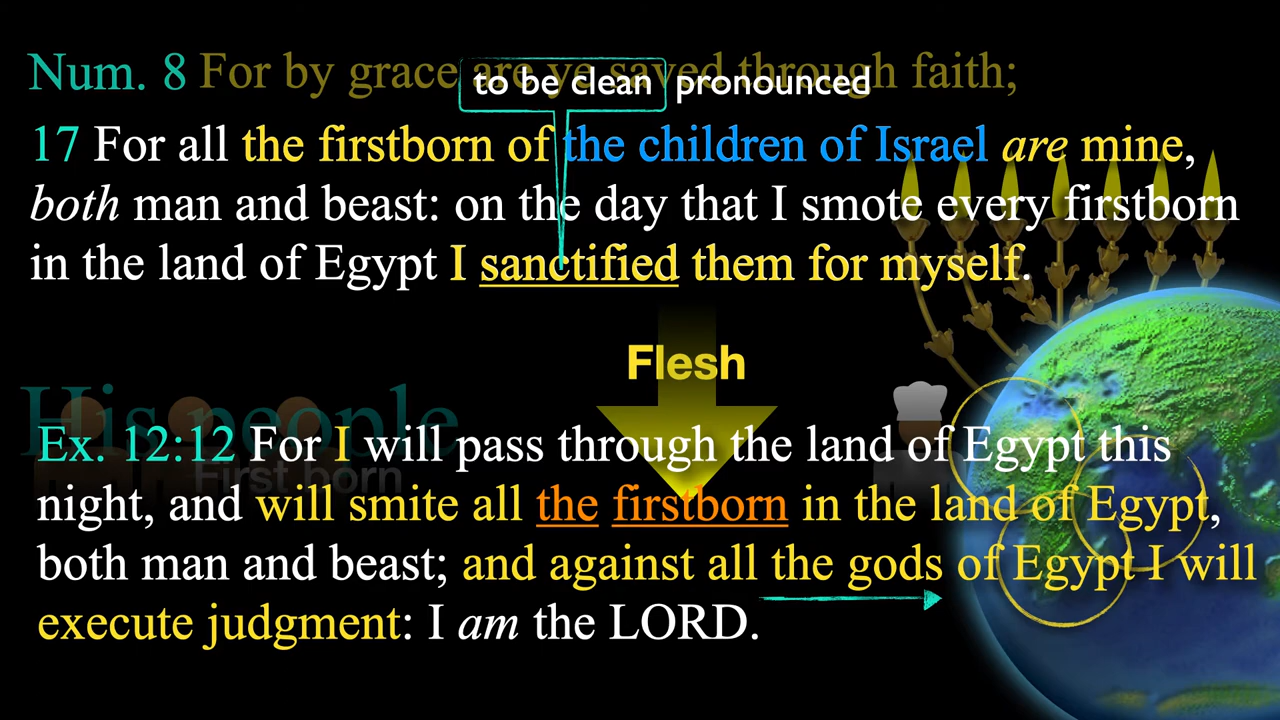 Num. 8 For by grace are ye saved through faith;
to be clean pronounced
17 For all the firstborn of the children of Israel are mine,
both man and beast: on the day that I smote every firstborn
in the land of Egypt I sanctified them for myself.
Flesh
His people
Ex. 12:12 For I will pass through the land of Egypt this
First born
night, and will smite all the firstborn in the land of Egypt,
both man and beast; and against all the gods of Egypt I will
execute judgment: I am the LORD.